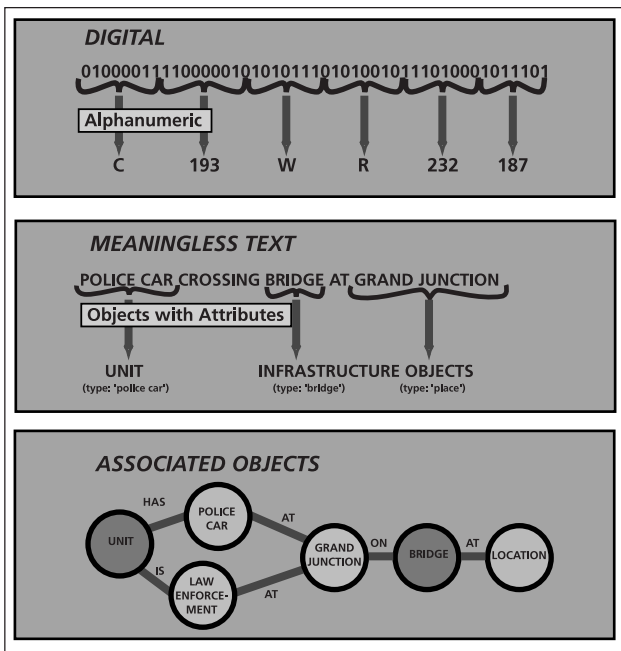 DIGITAL
01000011110000010101011101010010111010001011101
Alphanumeric
C 193 W R 232 187
MEANINGLESS TEXT
POLICE CAR CROSSING BRIDGE AT GRAND JUNCTION
Objects with Attributes
UNIT INFRASTRUCTURE OBJECTS
(type: 'police car') (type: 'bridge') (type: 'place')
ASSOCIATED OBJECTS
HAS
POLICE
CAR
AT
UNIT
GRAND
JUNCTION
ON
BRIDGE
AT
LOCATION
IS
LAW
ENFORCE-
MENT
AT